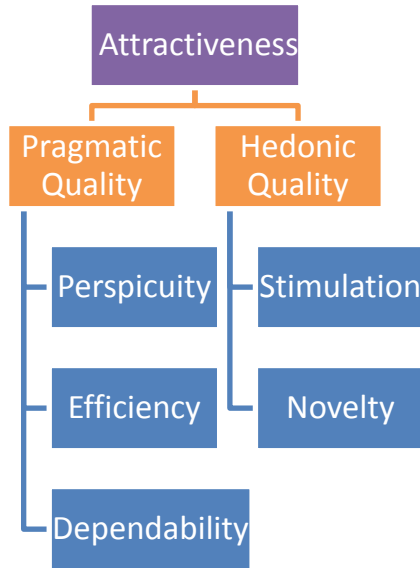 Attractiveness
Pragmatic
Quality
Hedonic
Quality
Perspicuity
Stimulation
Efficiency
Novelty
Dependability